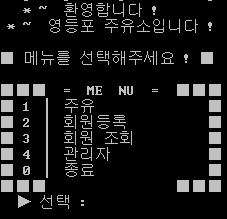 * ~ 환영합니다 !
* ~ 영등포 주유소입니다 !
■ 메뉴를 선택해주세요 ! ■
■■■ = ME NU = ■■■
■ 1 | 주유 ■
■ 2 | 회원등록 ■
■ 3 | 회원 조회 ■
■ 4 | 관리자 ■
■ 0 | 종료 ■
▶ 선택 :